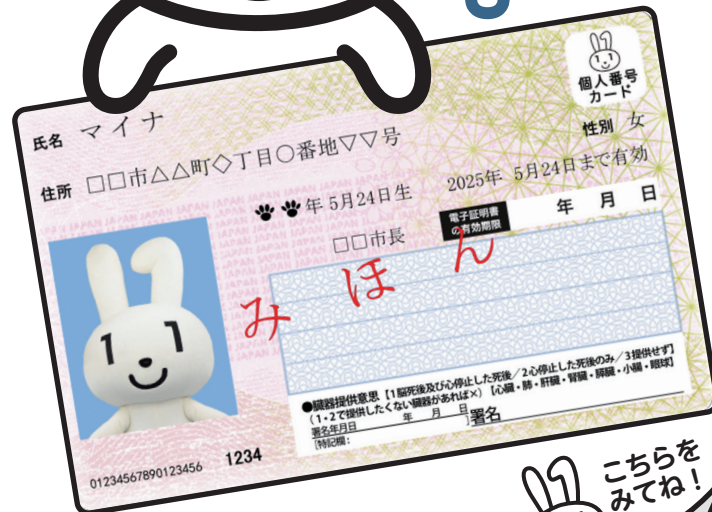 個人番号
カード
氏名 マイナ
性別 女
住所 □□市△△町◇丁目○番地▽▽号
年 5月24日生
2025年 5月24日まで有効
□□市長
電子証明書
の有効期限
年 月 日
みほん
JAPAN JAPAN JAPAN JAPAN JAPAN JAPAN
●臓器提供意思【1脳死後及び心停止した死後/2心停止した死後のみ/3提供せず】
(1・2で提供したくない臓器があれば×)【心臓・肺・肝臓・腎臓・膵臓・小腸・眼球】
署名年月日 年 月 日
[特記欄: ]署名
01234567890123456 1234
こちらを
みてね!